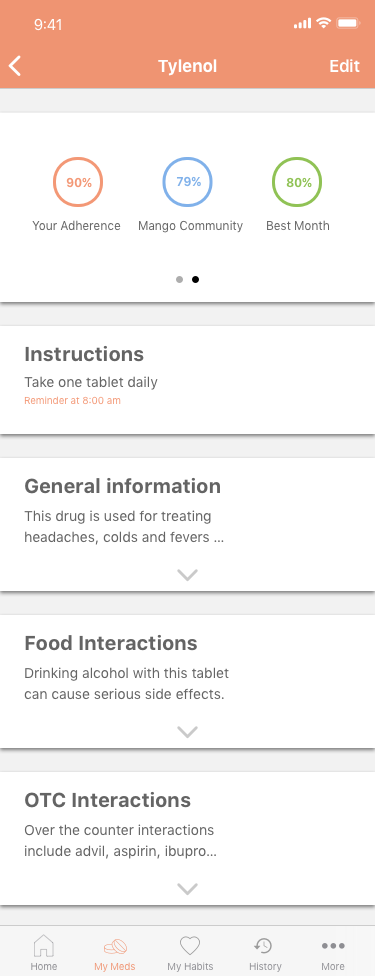 9:41
Tylenol
Edit
90%
79%
80%
Your Adherence
Mango Community
Best Month
Instructions
Take one tablet daily
Reminder at 8:00 am
General information
This drug is used for treating
headaches, colds and fevers ...
Food Interactions
Drinking alcohol with this tablet
can cause serious side effects.
OTC Interactions
Over the counter interactions
include advil, aspirin, ibupro...
Home
My Meds
My Habits
History
More